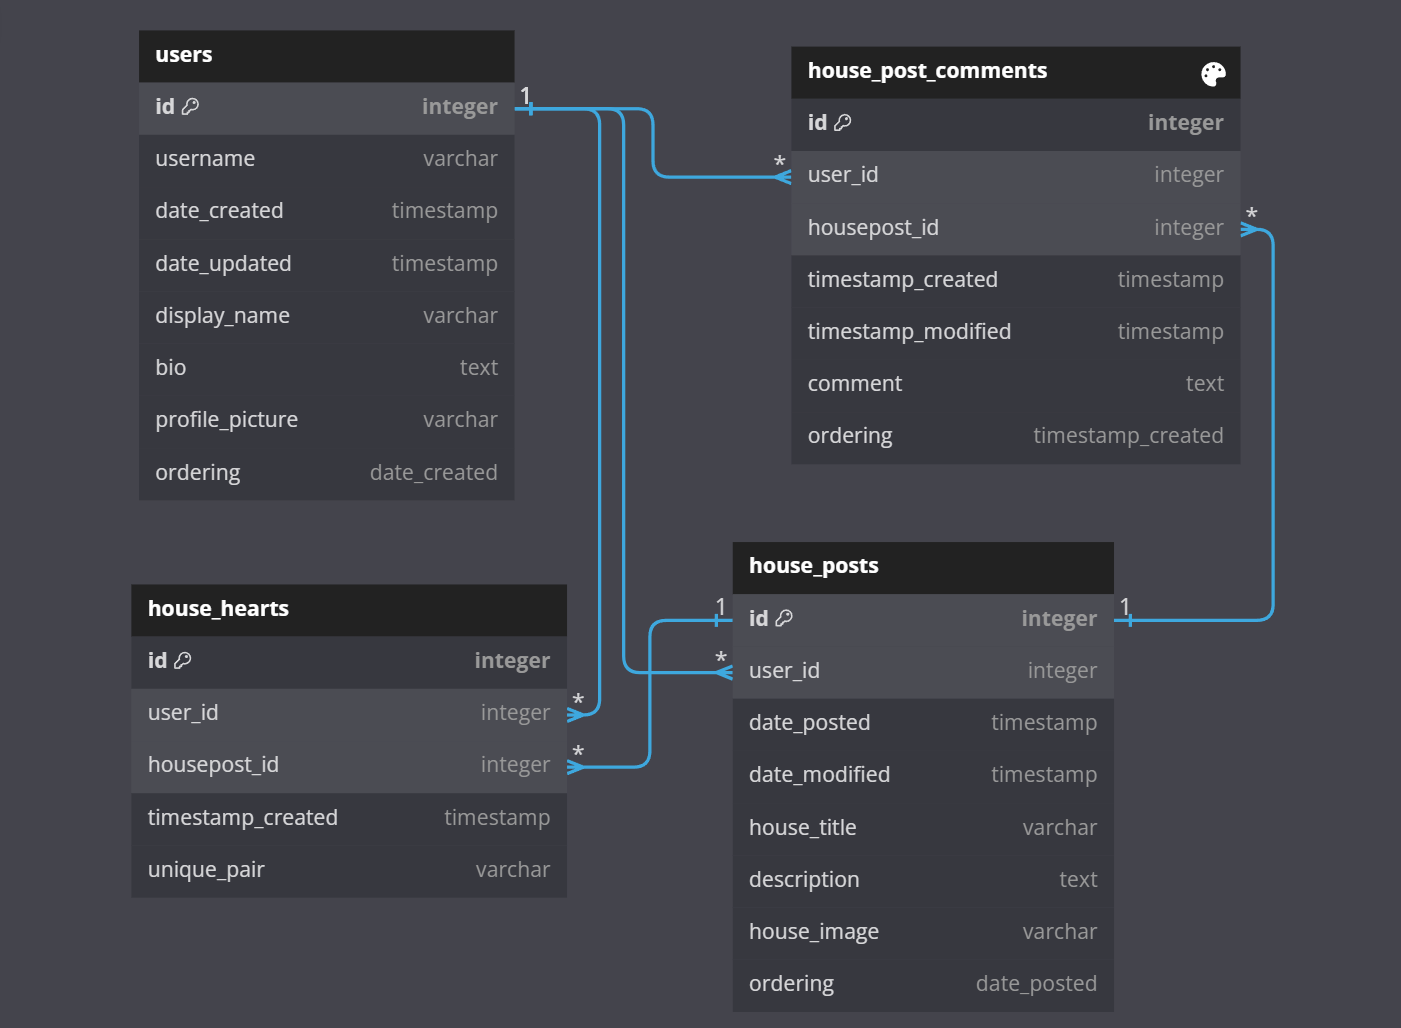 users
id integer
username varchar
date_created timestamp
date_updated timestamp
display_name varchar
bio text
profile_picture varchar
ordering date_created
1
house_post_comments
id integer
* user_id integer
housepost_id integer *
timestamp_created timestamp
timestamp_modified timestamp
comment text
ordering timestamp_created
house_hearts
id integer
user_id integer *
housepost_id integer *
timestamp_created timestamp
unique_pair varchar
house_posts
1 id integer 1
* user_id integer
date_posted timestamp
date_modified timestamp
house_title varchar
description text
house_image varchar
ordering date_posted